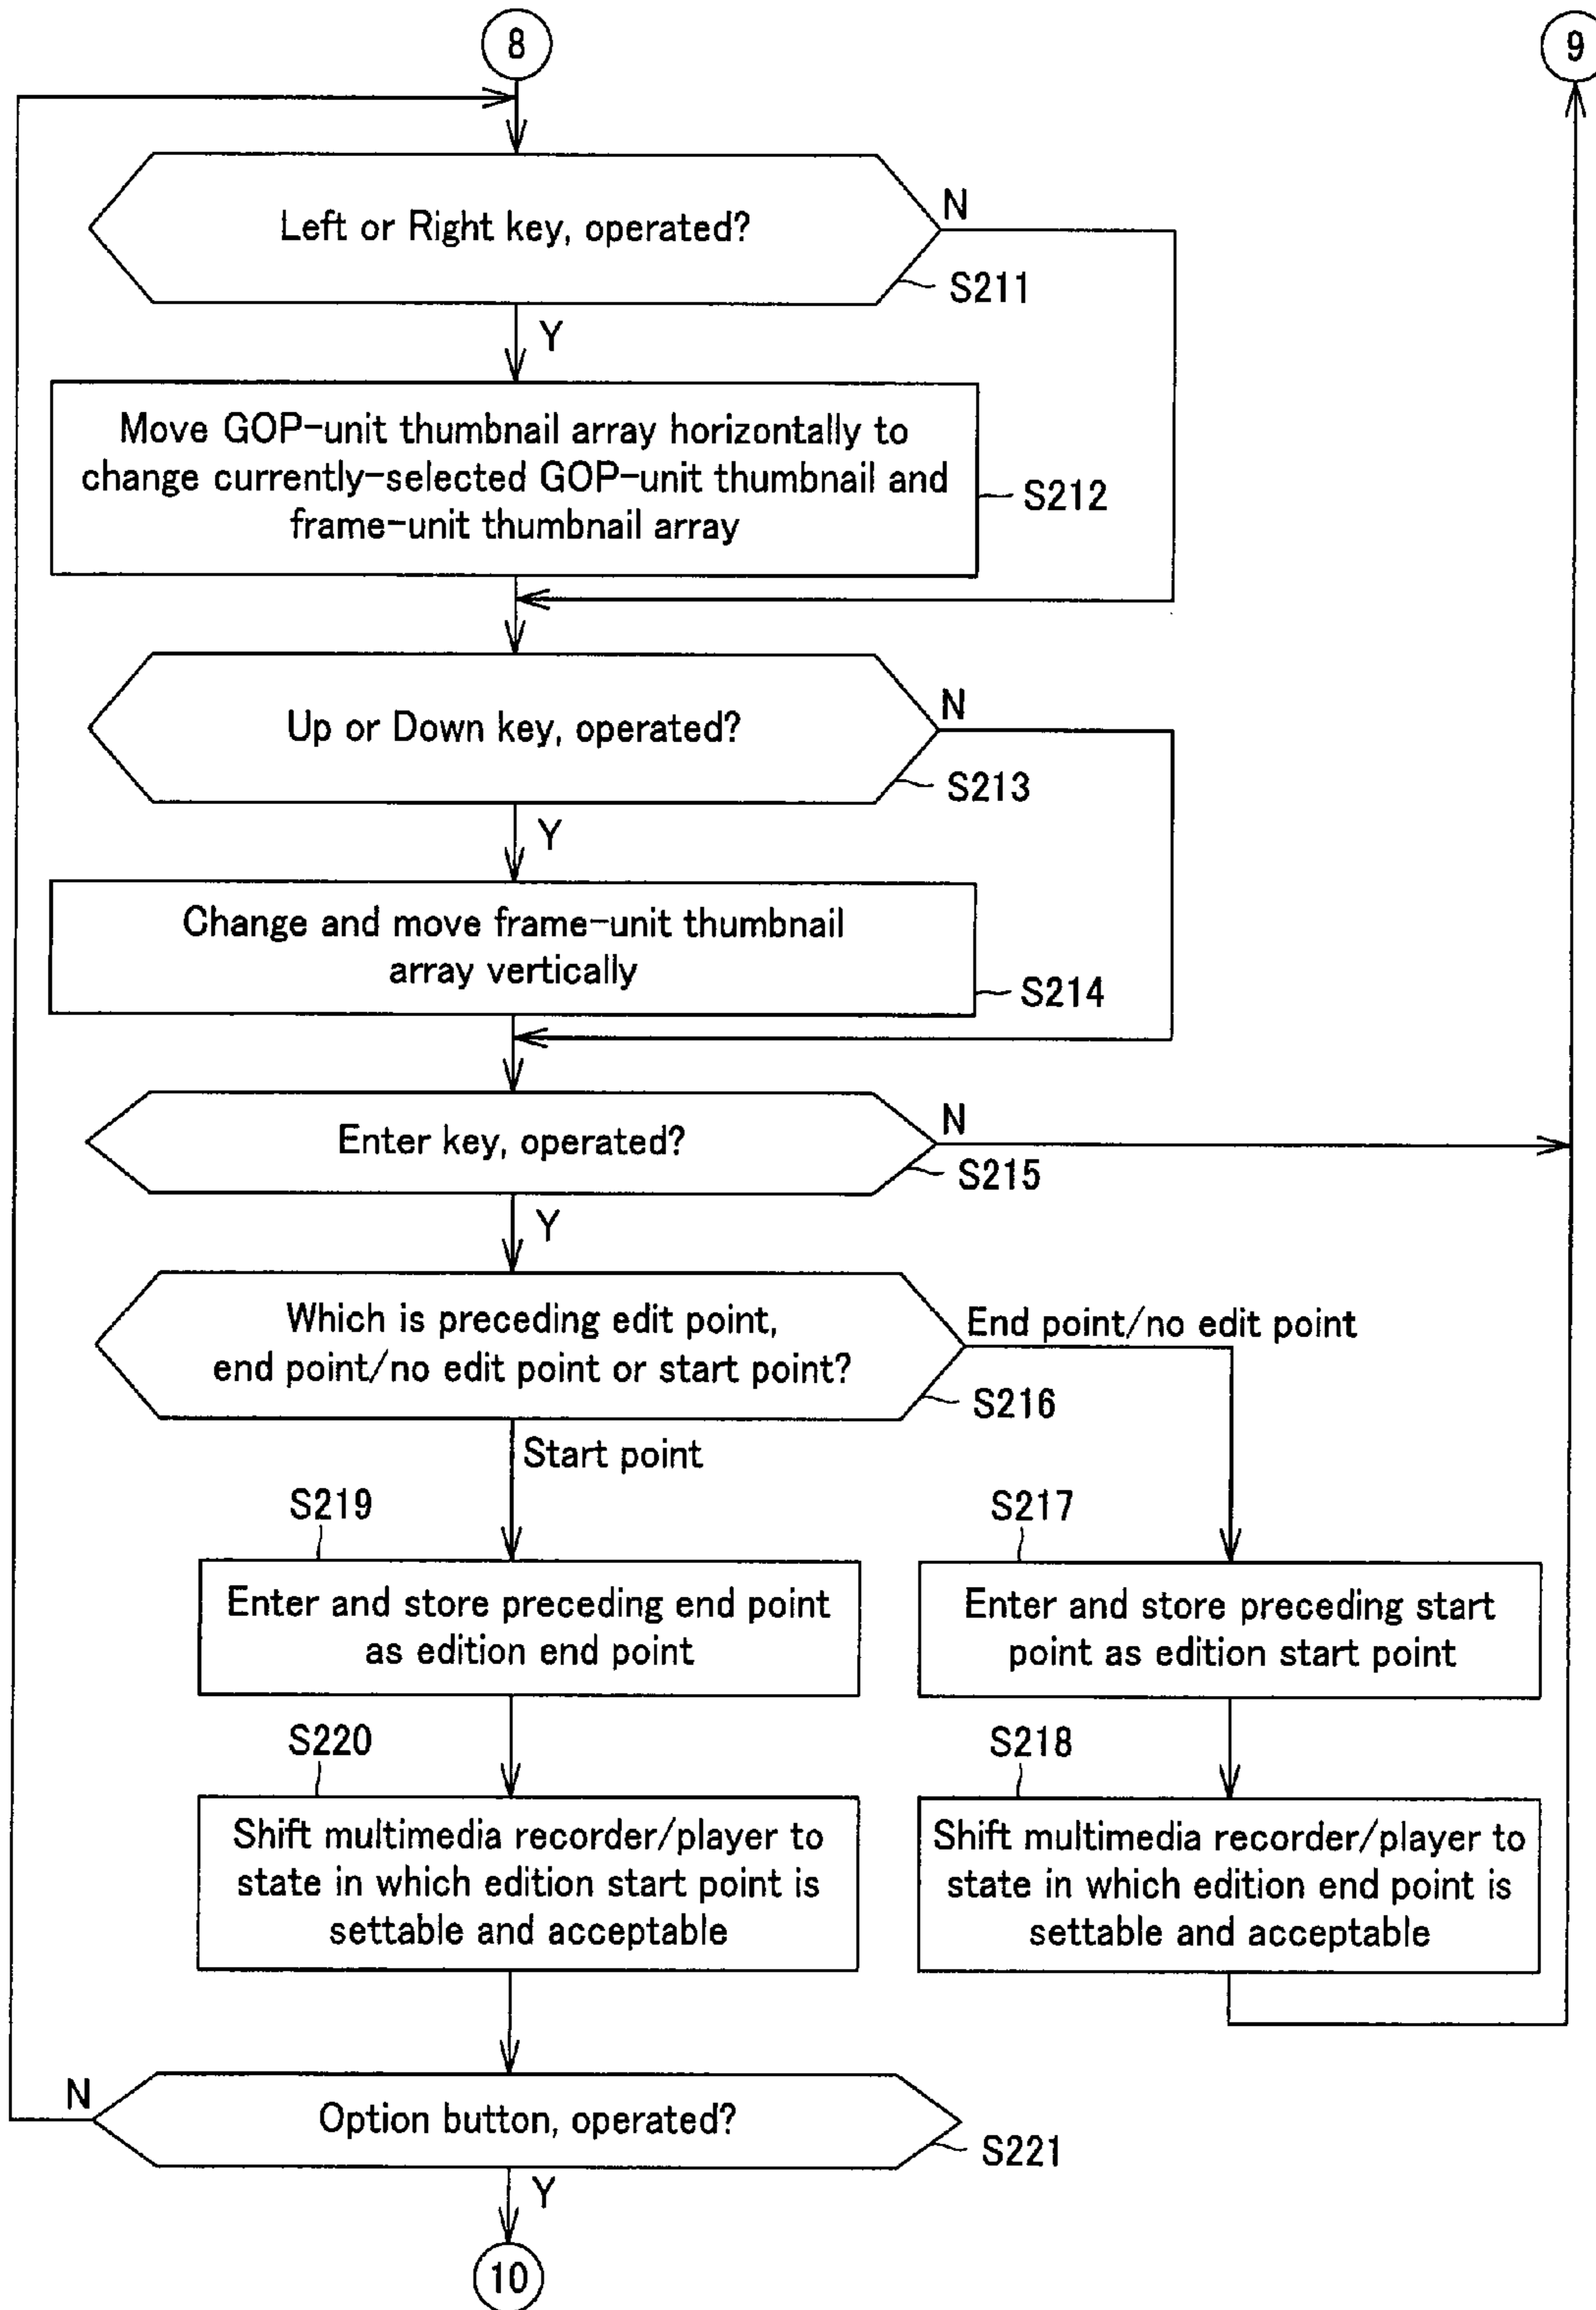 8
9
Left or Right key, operated?
N
S211
Y
Move GOP-unit thumbnail array horizontally to
change currently-selected GOP-unit thumbnail and
frame-unit thumbnail array
S212
Up or Down key, operated?
N
S213
Y
Change and move frame-unit thumbnail
array vertically
S214
Enter key, operated?
N
S215
Y
Which is preceding edit point,
end point/no edit point or start point?
End point/no edit point
S216
Start point
S219
Enter and store preceding end point
as edition end point
S217
Enter and store preceding start
point as edition start point
S220
Shift multimedia recorder/player to
state in which edition start point is
settable and acceptable
S218
Shift multimedia recorder/player to
state in which edition end point is
settable and acceptable
N
Option button, operated?
S221
Y
10